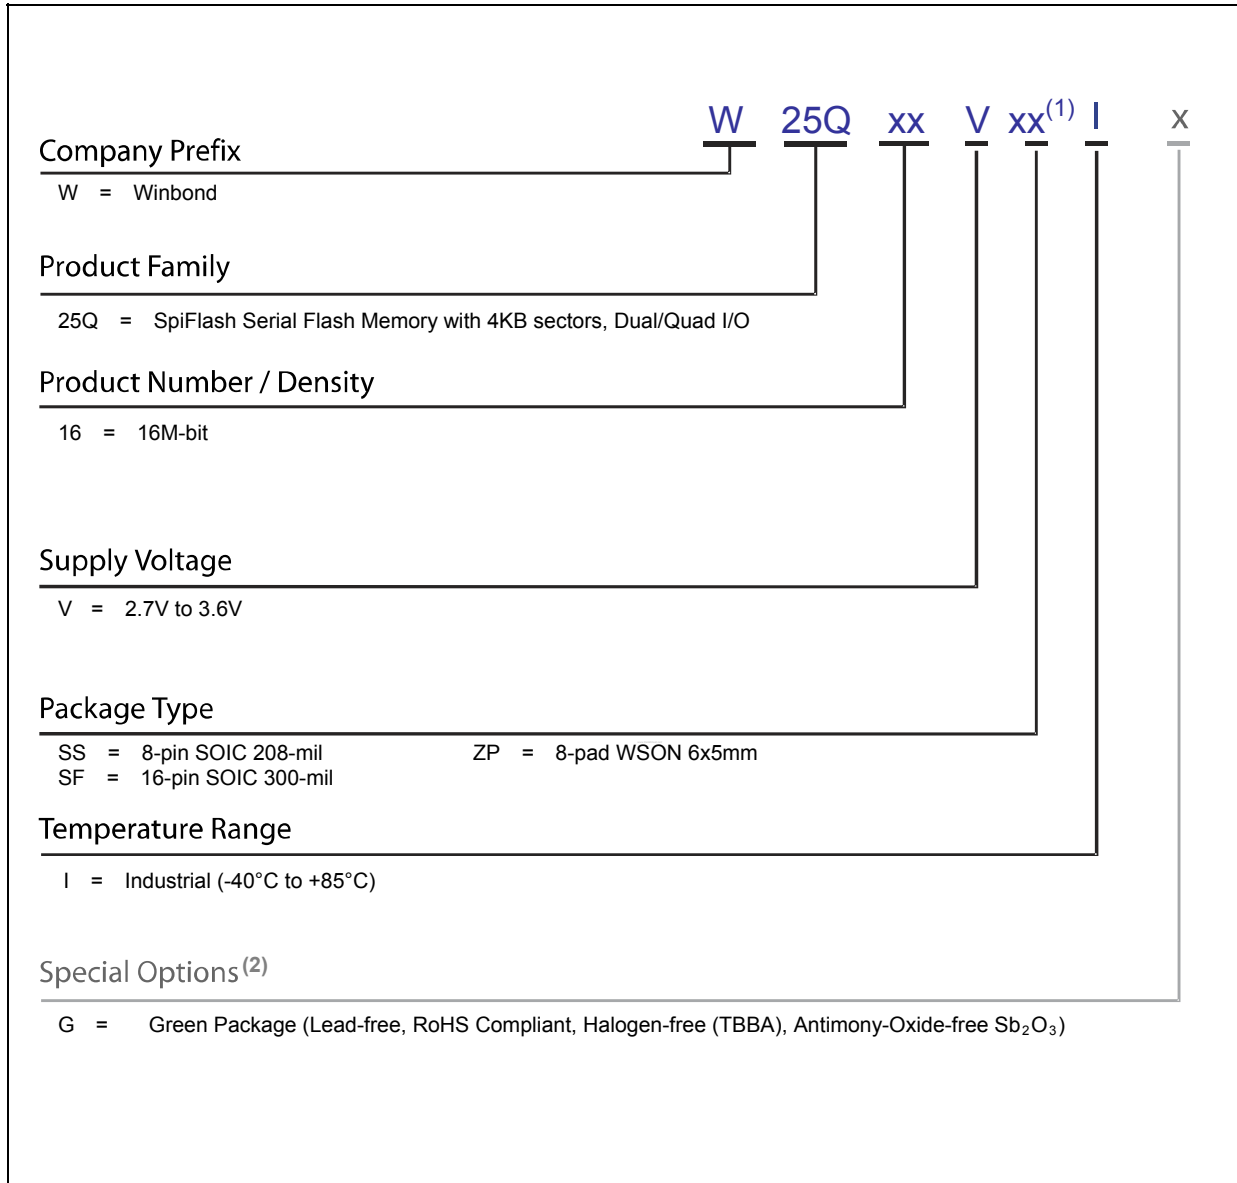 W 25Q xx V xx(1) I x
Company Prefix
W = Winbond
Product Family
25Q = SpiFlash Serial Flash Memory with 4KB sectors, Dual/Quad I/O
Product Number / Density
16 = 16M-bit
Supply Voltage
V = 2.7V to 3.6V
Package Type
SS = 8-pin SOIC 208-mil ZP = 8-pad WSON 6x5mm
SF = 16-pin SOIC 300-mil
Temperature Range
I = Industrial (-40°C to +85°C)
Special Options(2)
G = Green Package (Lead-free, RoHS Compliant, Halogen-free (TBBA), Antimony-Oxide-free Sb₂O₃)